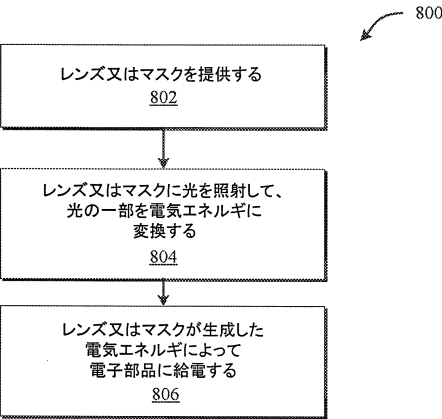 800
レンズ又はマスクを提供する
802
レンズ又はマスクに光を照射して、
光の一部を電気エネルギに
変換する
804
レンズ又はマスクが生成した
電気エネルギによって
電子部品に給電する
806